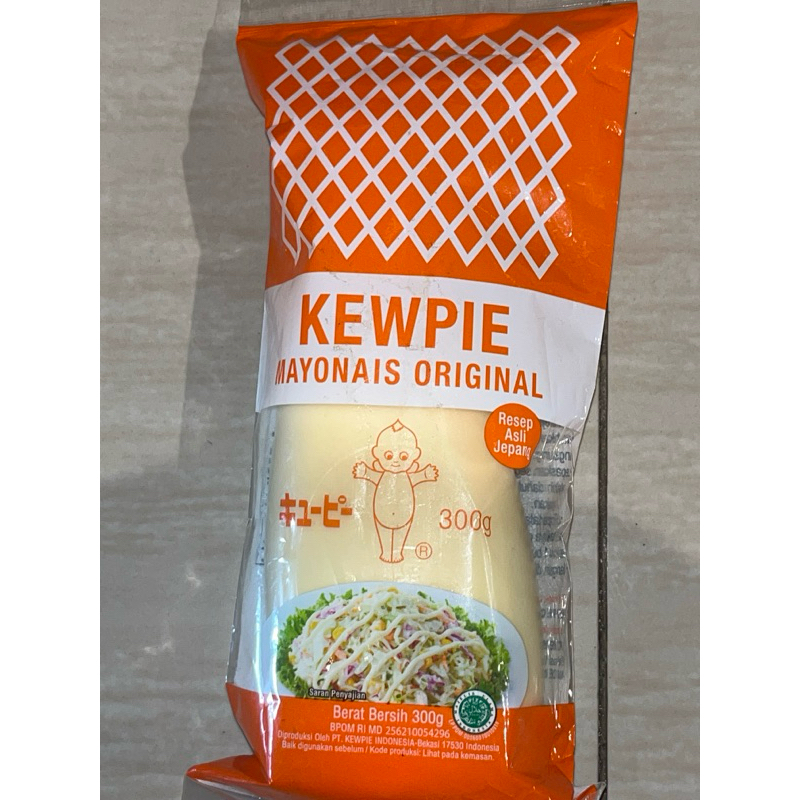 KEWPIE
MAYONAIS ORIGINAL
Resep
Asli
Jepang
キユーピー
300g
®
Saran Penyajian
Berat Bersih 300g
BPOM RI MD 256210054296
Diproduksi Oleh PT. KEWPIE INDONESIA-Bekasi 17530 Indonesia
Baik digunakan sebelum / Kode produksi: Lihat pada kemasan.